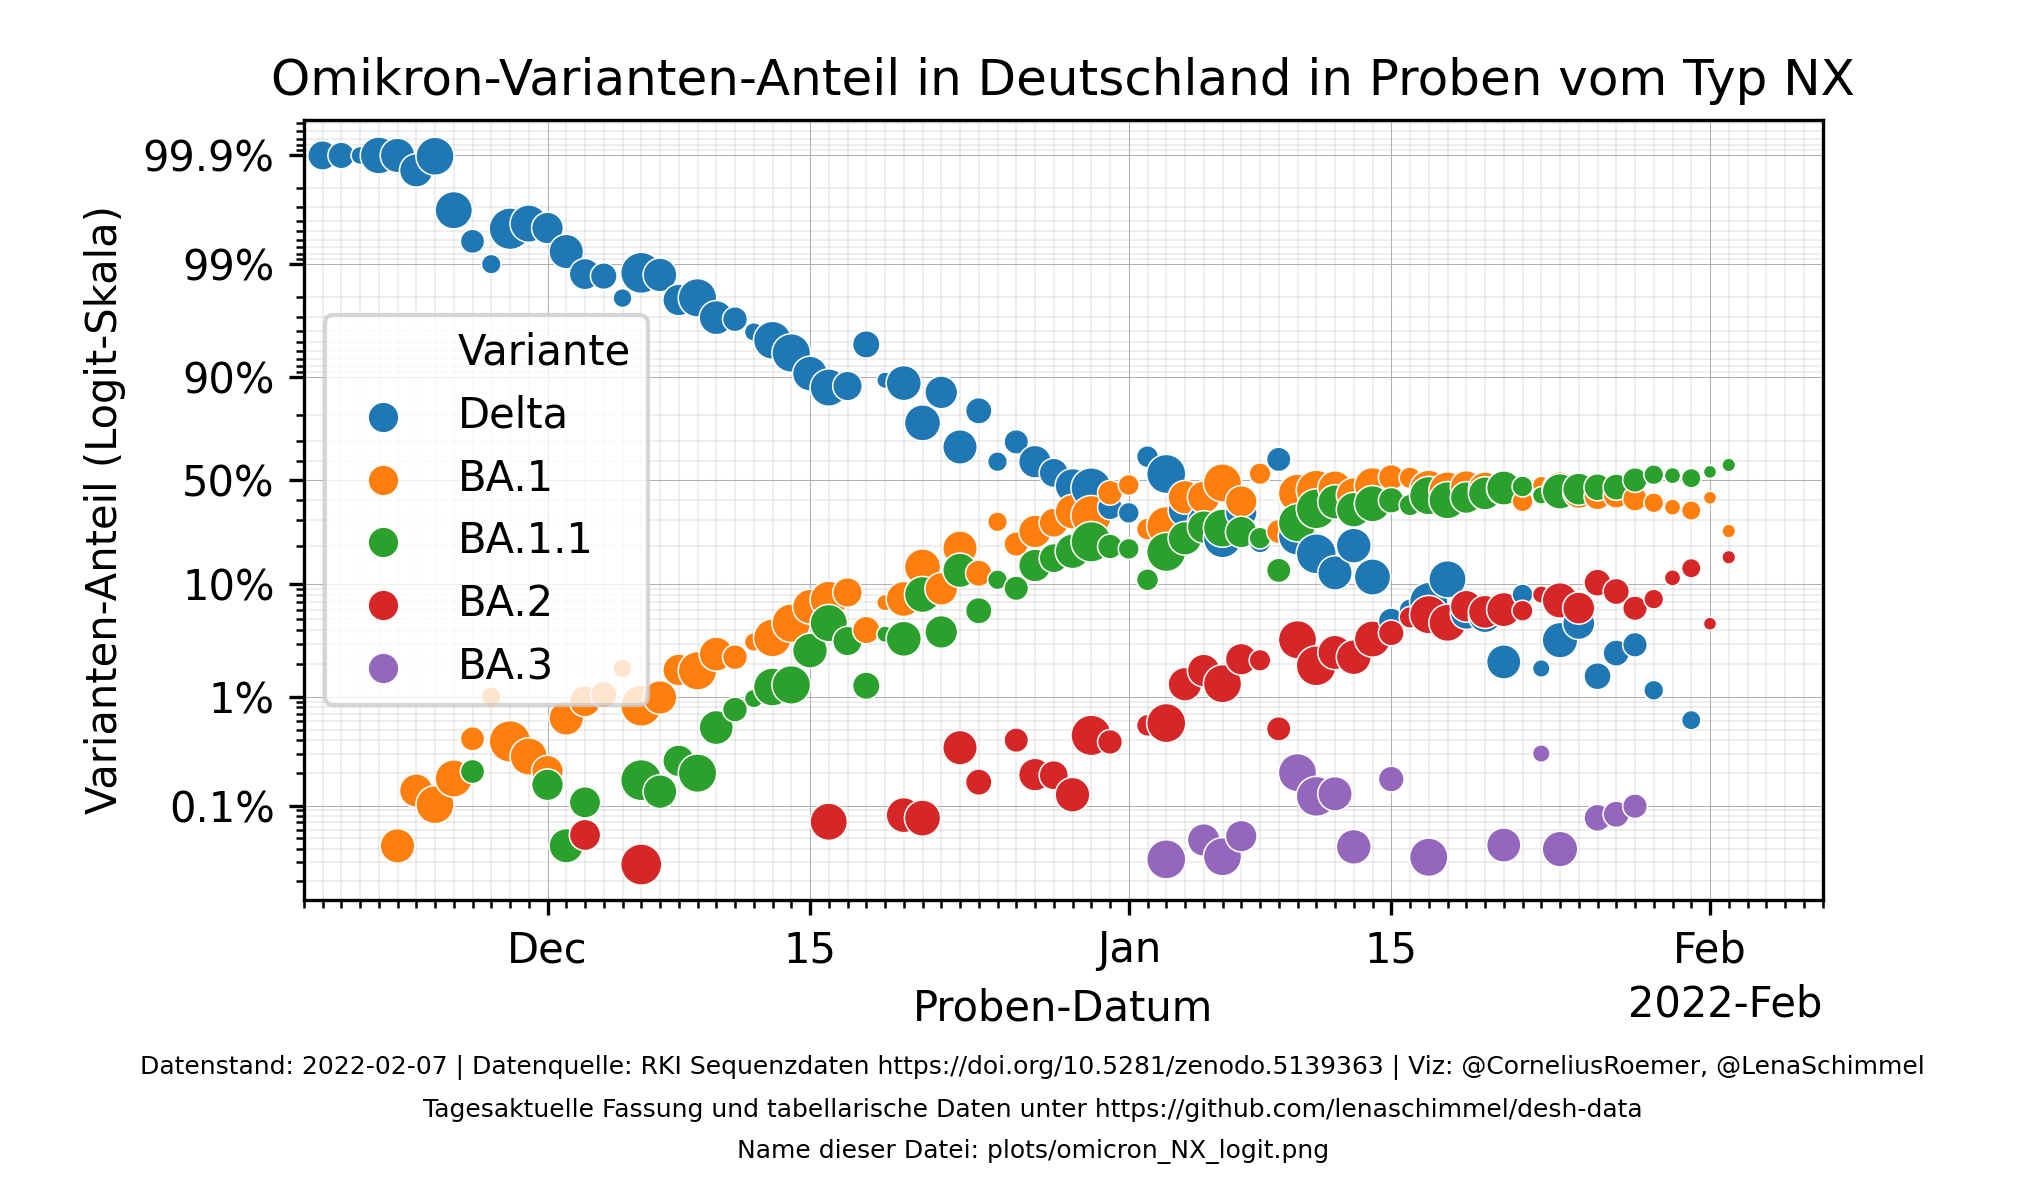 Omikron-Varianten-Anteil in Deutschland in Proben vom Typ NX
Varianten-Anteil (Logit-Skala)
99.9%
99%
90%
50%
10%
1%
0.1%
Variante
Delta
BA.1
BA.1.1
BA.2
BA.3
Dec
15
Jan
15
Feb
Proben-Datum
2022-Feb
Datenstand: 2022-02-07 | Datenquelle: RKI Sequenzdaten https://doi.org/10.5281/zenodo.5139363 | Viz: @CorneliusRoemer, @LenaSchimmel
Tagesaktuelle Fassung und tabellarische Daten unter https://github.com/lenaschimmel/desh-data
Name dieser Datei: plots/omicron_NX_logit.png